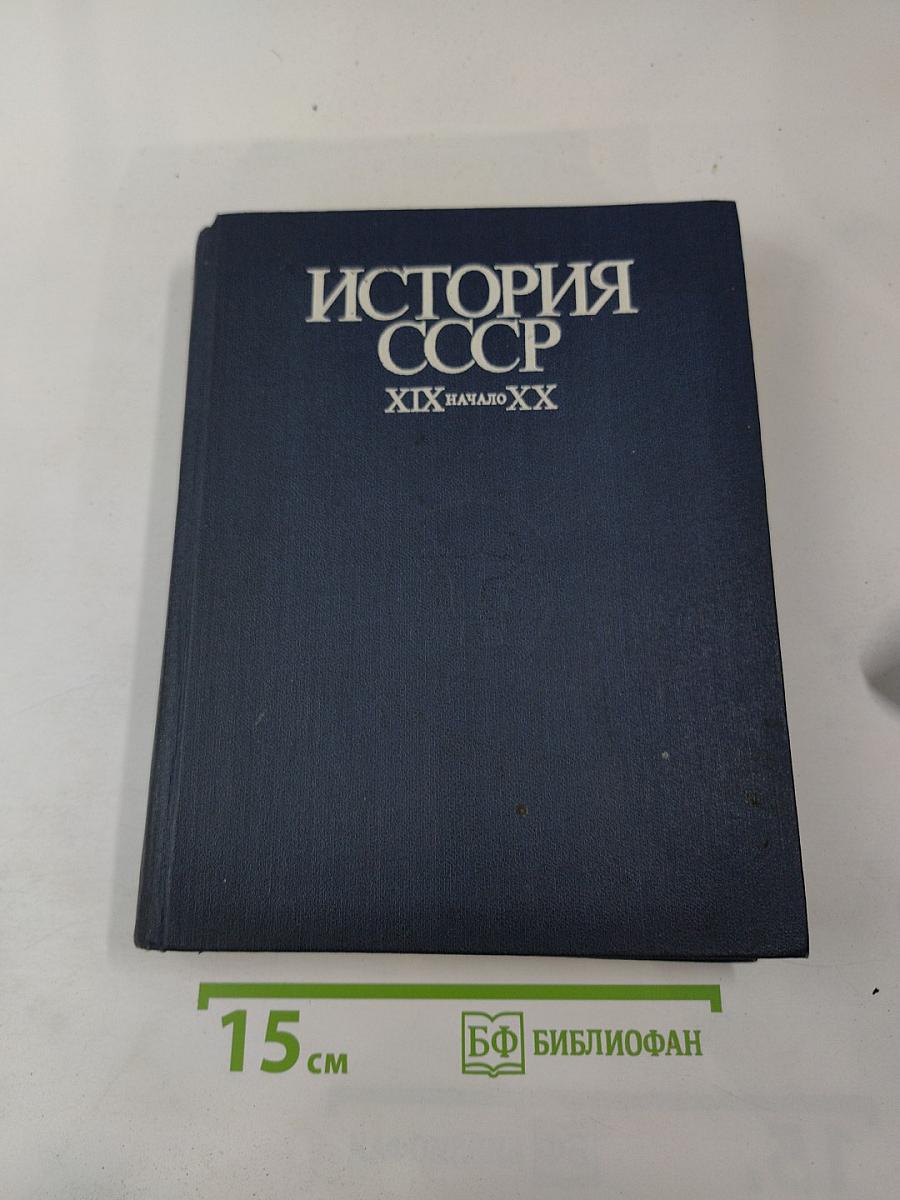 ИСТОРИЯ
СССР
XIX НАЧАЛО XX
15 см
БФ БИБЛИОФАН